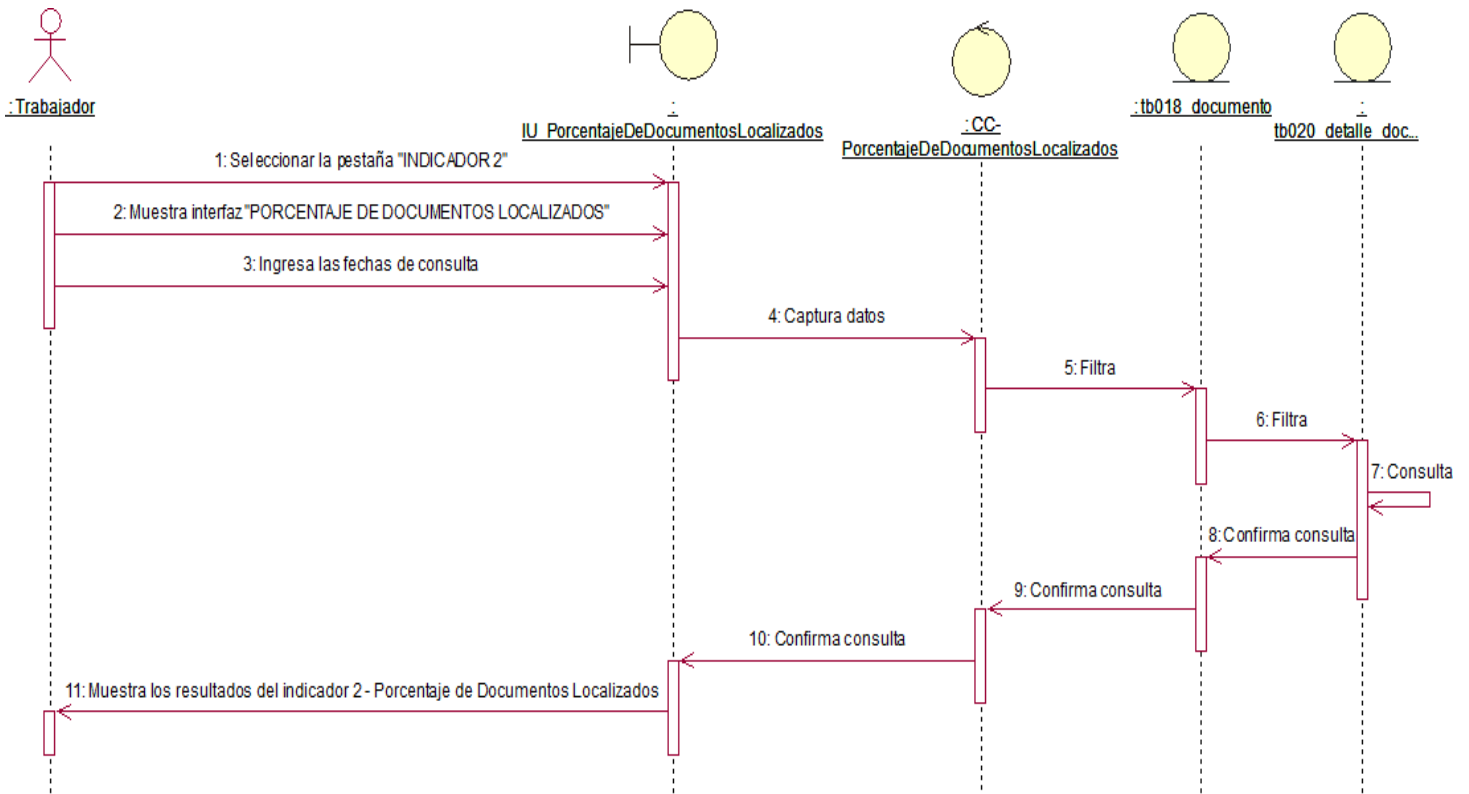 : Trabajador
:
IU_PorcentajeDeDocumentosLocalizados
: CC-
PorcentajeDeDocumentosLocalizados
: tb018_documento
:
tb020_detalle_doc...
1: Seleccionar la pestaña "INDICADOR 2"
2: Muestra interfaz "PORCENTAJE DE DOCUMENTOS LOCALIZADOS"
3: Ingresa las fechas de consulta
4: Captura datos
5: Filtra
6: Filtra
7: Consulta
8: Confirma consulta
9: Confirma consulta
10: Confirma consulta
11: Muestra los resultados del indicador 2 - Porcentaje de Documentos Localizados